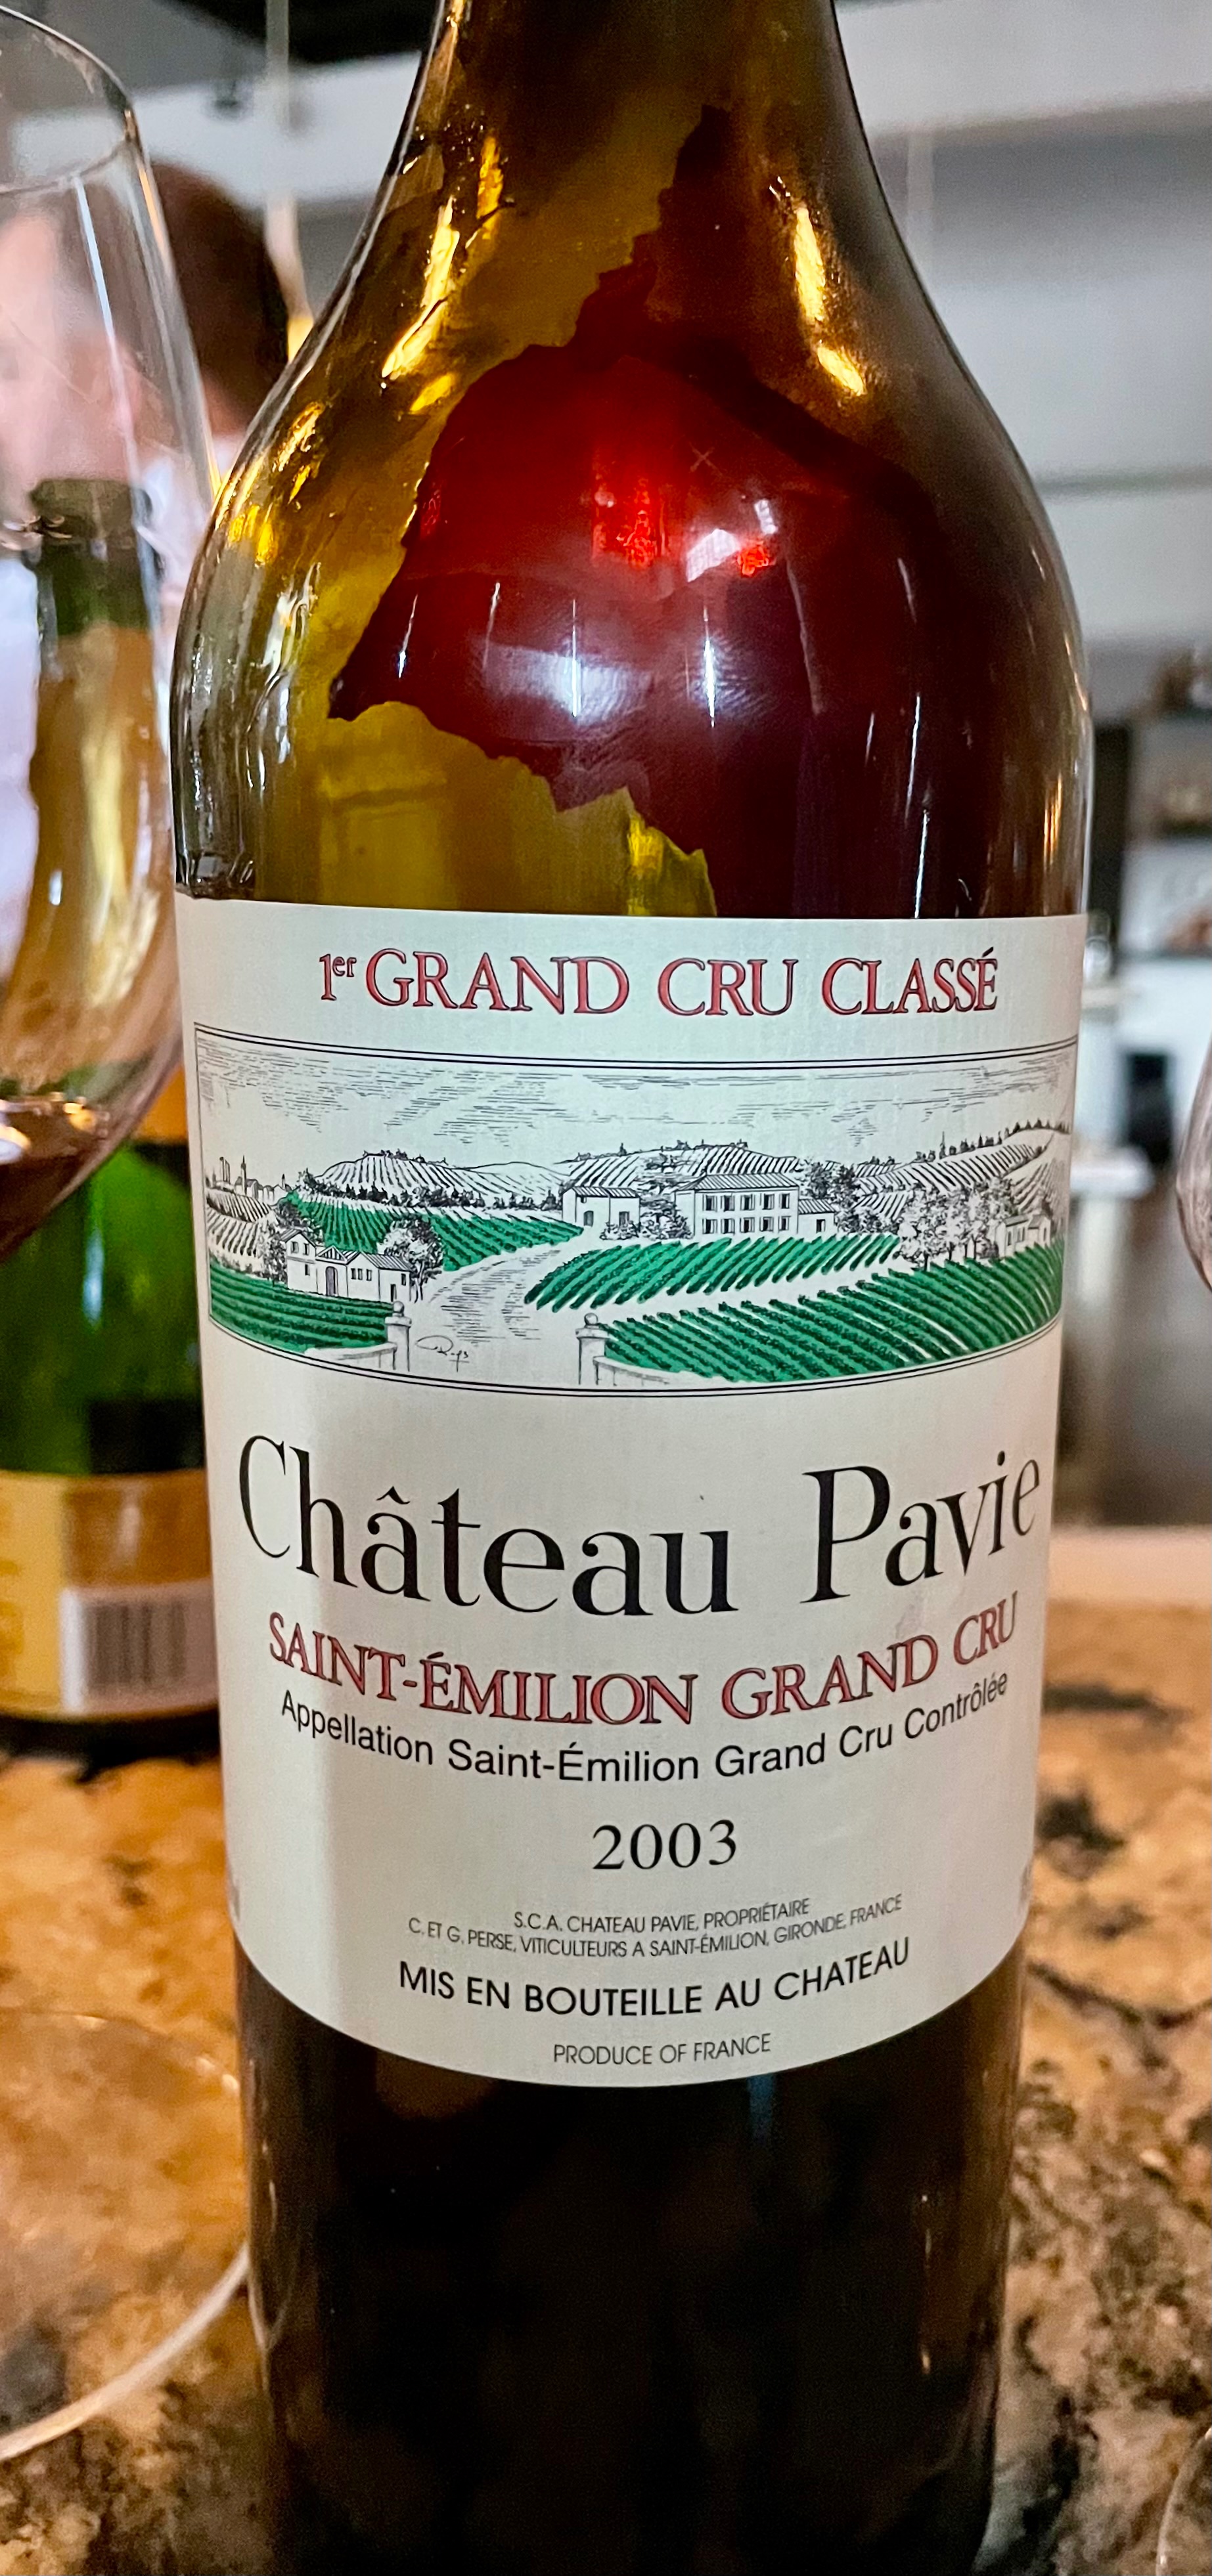 1er GRAND CRU CLASSÉ
Château Pavie
SAINT-ÉMILION GRAND CRU
Appellation Saint-Émilion Grand Cru Contrôlée
2003
S.C.A. CHATEAU PAVIE, PROPRIÉTAIRE
C. ET G. PERSE, VITICULTEURS A SAINT-ÉMILION, GIRONDE, FRANCE
MIS EN BOUTEILLE AU CHATEAU
PRODUCE OF FRANCE